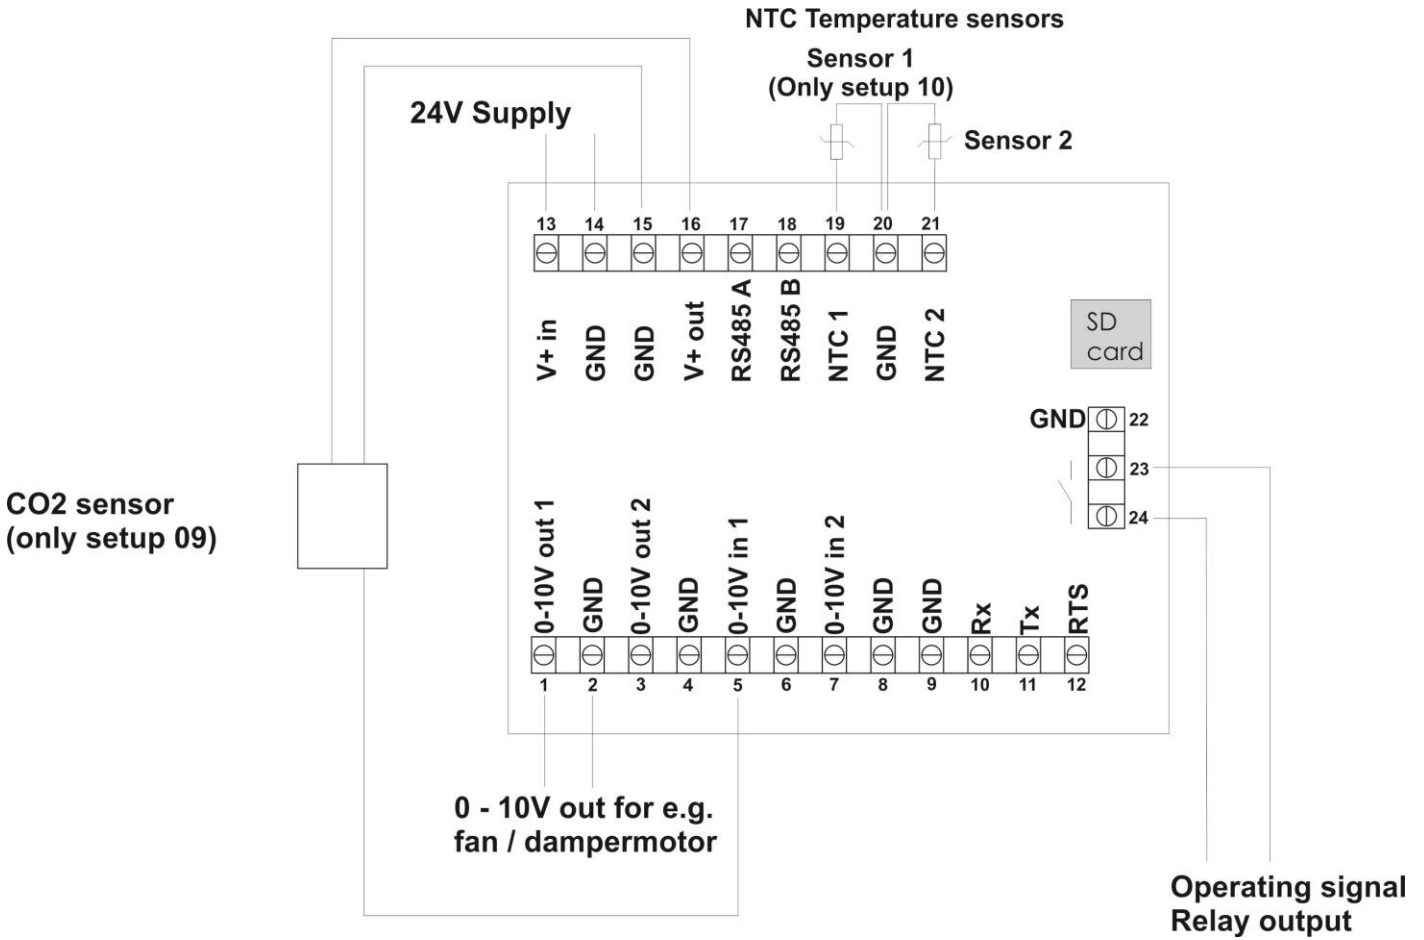 NTC Temperature sensors
Sensor 1
(Only setup 10)
24V Supply
Sensor 2
13 14 15 16 17 18 19 20 21
V+ in
GND
GND
V+ out
RS485 A
RS485 B
NTC 1
GND
NTC 2
SD
card
GND 22
23
24
CO2 sensor
(only setup 09)
0-10V out 1
GND
0-10V out 2
GND
0-10V in 1
GND
0-10V in 2
GND
GND
Rx
Tx
RTS
1 2 3 4 5 6 7 8 9 10 11 12
0 - 10V out for e.g.
fan / dampermotor
Operating signal
Relay output